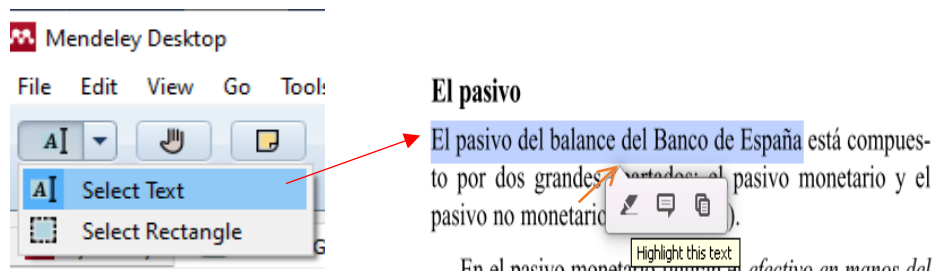 Mendeley Desktop
File Edit View Go Tools
Select Text
Select Rectangle
El pasivo
El pasivo del balance del Banco de España está compues-
to por dos grandes apartados: el pasivo monetario y el
pasivo no monetario ).
Highlight this text
En el pasivo monetario el efectivo en manos del